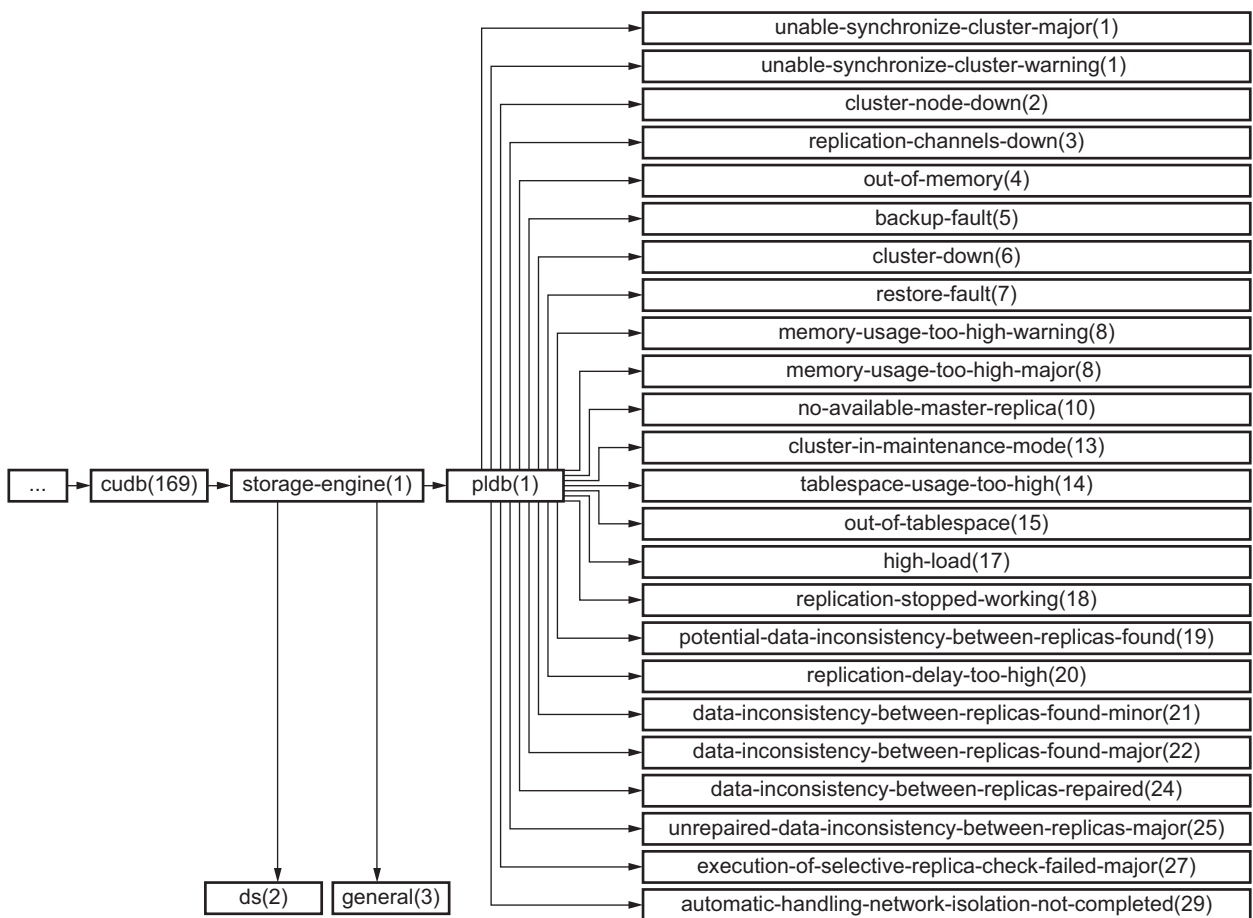 unable-synchronize-cluster-major(1)
unable-synchronize-cluster-warning(1)
cluster-node-down(2)
replication-channels-down(3)
out-of-memory(4)
backup-fault(5)
cluster-down(6)
restore-fault(7)
memory-usage-too-high-warning(8)
memory-usage-too-high-major(8)
no-available-master-replica(10)
cluster-in-maintenance-mode(13)
... cudb(169) storage-engine(1) pldb(1) tablespace-usage-too-high(14)
out-of-tablespace(15)
high-load(17)
replication-stopped-working(18)
potential-data-inconsistency-between-replicas-found(19)
replication-delay-too-high(20)
data-inconsistency-between-replicas-found-minor(21)
data-inconsistency-between-replicas-found-major(22)
data-inconsistency-between-replicas-repaired(24)
unrepaired-data-inconsistency-between-replicas-major(25)
execution-of-selective-replica-check-failed-major(27)
ds(2) general(3) automatic-handling-network-isolation-not-completed(29)